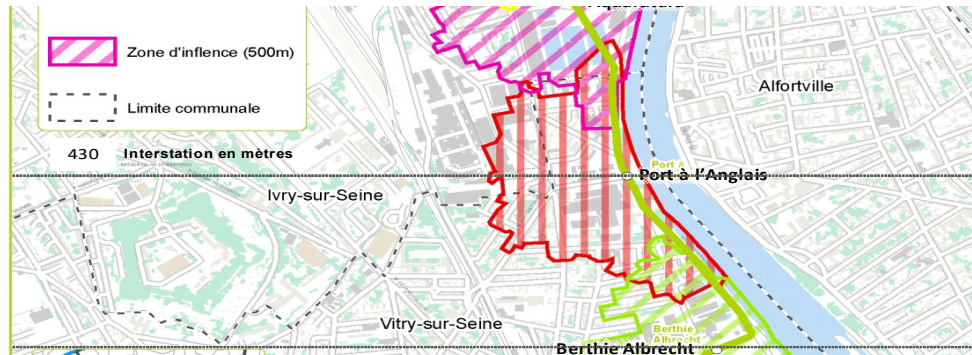 Zone d'inflence (500m)
Alfortville
Limite communale
430 Interstation en mètres
Port à
l'Anglais
Port à l'Anglais
Ivry-sur-Seine
Vitry-sur-Seine
Berthie
Albrecht
Berthie Albrecht